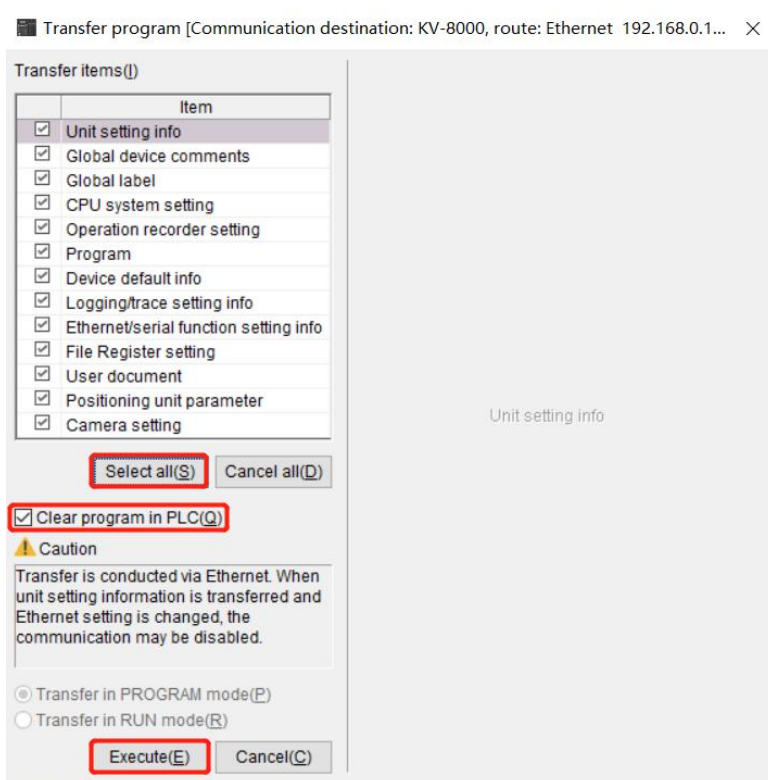 Transfer program [Communication destination: KV-8000, route: Ethernet 192.168.0.1...
Transfer items(I)
Item
Unit setting info
Global device comments
Global label
CPU system setting
Operation recorder setting
Program
Device default info
Logging/trace setting info
Ethernet/serial function setting info
File Register setting
User document
Positioning unit parameter
Camera setting
Unit setting info
Select all(S) Cancel all(D)
Clear program in PLC(Q)
Caution
Transfer is conducted via Ethernet. When
unit setting information is transferred and
Ethernet setting is changed, the
communication may be disabled.
Transfer in PROGRAM mode(P)
Transfer in RUN mode(R)
Execute(E) Cancel(C)